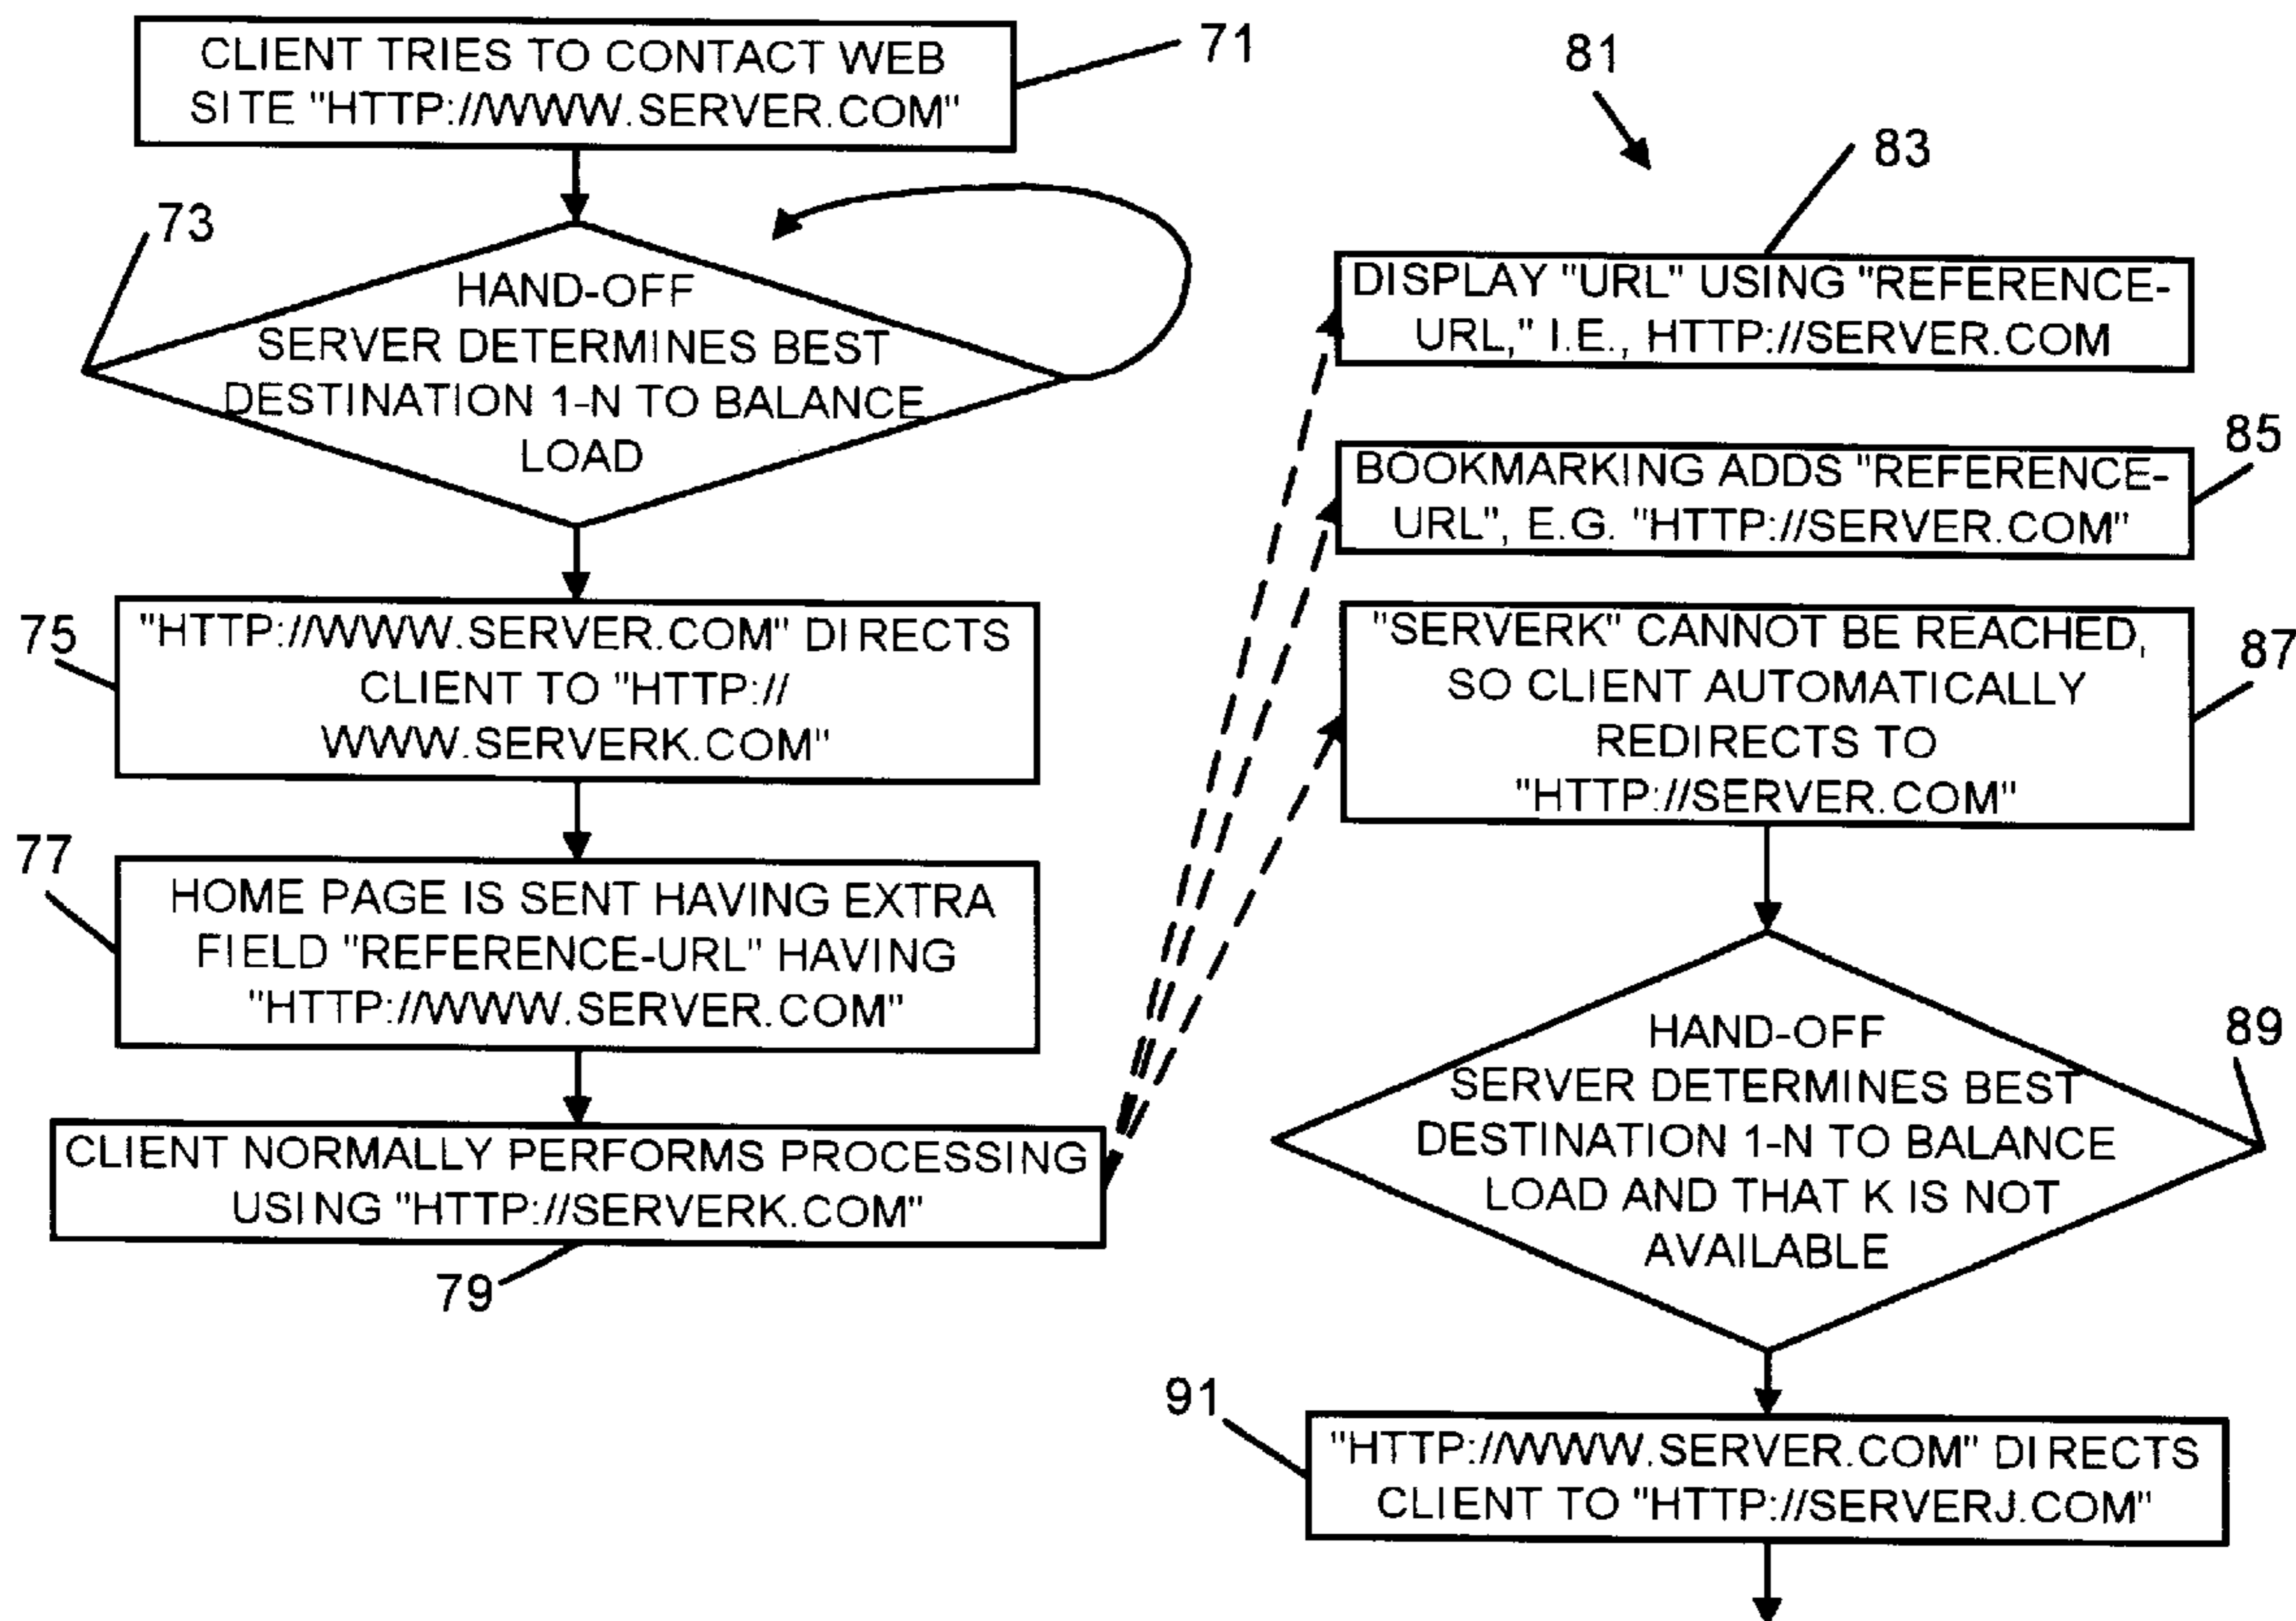 CLIENT TRIES TO CONTACT WEB
SITE "HTTP://WWW.SERVER.COM"
71
73
HAND-OFF
SERVER DETERMINES BEST
DESTINATION 1-N TO BALANCE
LOAD
75
"HTTP://WWW.SERVER.COM" DIRECTS
CLIENT TO "HTTP://
WWW.SERVERK.COM"
77
HOME PAGE IS SENT HAVING EXTRA
FIELD "REFERENCE-URL" HAVING
"HTTP://WWW.SERVER.COM"
CLIENT NORMALLY PERFORMS PROCESSING
USING "HTTP://SERVERK.COM"
79
81
83
DISPLAY "URL" USING "REFERENCE-
URL," I.E., HTTP://SERVER.COM
85
BOOKMARKING ADDS "REFERENCE-
URL", E.G. "HTTP://SERVER.COM"
"SERVERK" CANNOT BE REACHED,
SO CLIENT AUTOMATICALLY
REDIRECTS TO
"HTTP://SERVER.COM"
87
HAND-OFF
SERVER DETERMINES BEST
DESTINATION 1-N TO BALANCE
LOAD AND THAT K IS NOT
AVAILABLE
89
91
"HTTP://WWW.SERVER.COM" DIRECTS
CLIENT TO "HTTP://SERVERJ.COM"